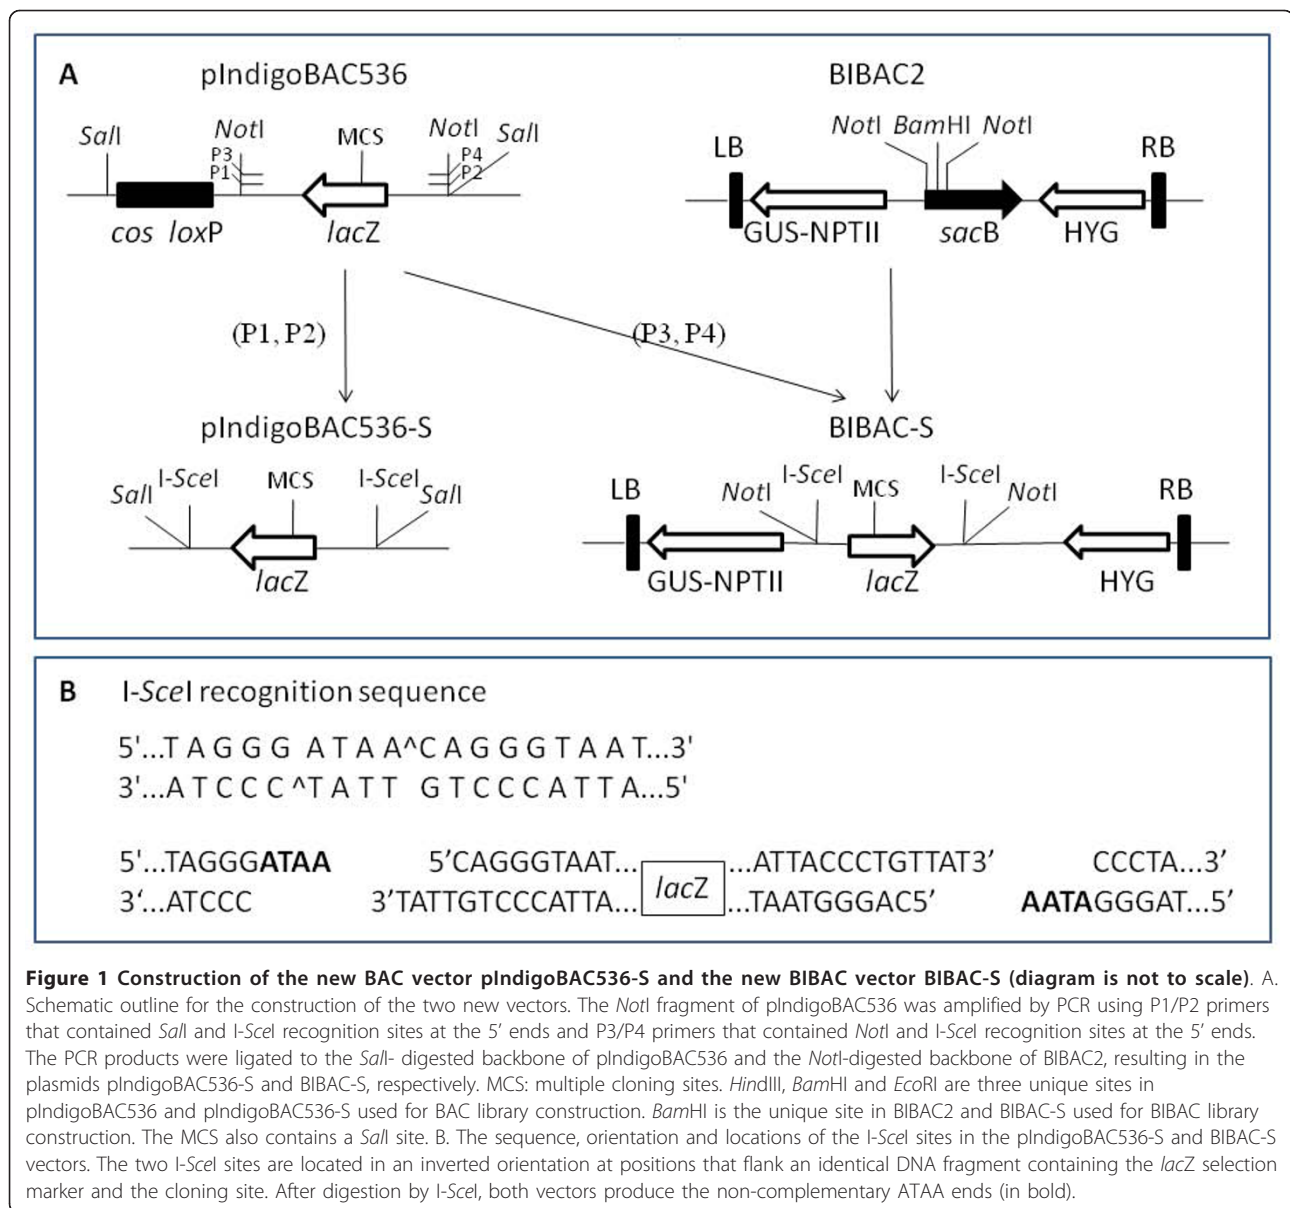 A
pIndigoBAC536
BIBAC2
SalI
NotI
MCS
NotI
SalI
P3
P1
P4
P2
cos loxP
lacZ
NotI BamHI NotI
LB
RB
GUS-NPTII
sacB
HYG
(P1, P2)
(P3, P4)
pIndigoBAC536-S
BIBAC-S
SalI
I-SceI
MCS
I-SceI
SalI
lacZ
LB
NotI
I-SceI
MCS
I-SceI
NotI
RB
GUS-NPTII
lacZ
HYG
B I-SceI recognition sequence
5'...T A G G G A T A A^C A G G G T A A T...3'
3'...A T C C C ^T A T T G T C C C A T T A...5'
5'...TAGGGATAA 5'CAGGGTAAT... lacZ ...ATTACCCTGTTAT3' CCCTA...3'
3'...ATCCC 3'TATTGTCCCATTA... ...TAATGGGAC5' AATAGGGAT...5'
Figure 1 Construction of the new BAC vector pIndigoBAC536-S and the new BIBAC vector BIBAC-S (diagram is not to scale). A.
Schematic outline for the construction of the two new vectors. The NotI fragment of pIndigoBAC536 was amplified by PCR using P1/P2 primers
that contained SalI and I-SceI recognition sites at the 5' ends and P3/P4 primers that contained NotI and I-SceI recognition sites at the 5' ends.
The PCR products were ligated to the SalI- digested backbone of pIndigoBAC536 and the NotI-digested backbone of BIBAC2, resulting in the
plasmids pIndigoBAC536-S and BIBAC-S, respectively. MCS: multiple cloning sites. HindIII, BamHI and EcoRI are three unique sites in
pIndigoBAC536 and pIndigoBAC536-S used for BAC library construction. BamHI is the unique site in BIBAC2 and BIBAC-S used for BIBAC library
construction. The MCS also contains a SalI site. B. The sequence, orientation and locations of the I-SceI sites in the pIndigoBAC536-S and BIBAC-S
vectors. The two I-SceI sites are located in an inverted orientation at positions that flank an identical DNA fragment containing the lacZ selection
marker and the cloning site. After digestion by I-SceI, both vectors produce the non-complementary ATAA ends (in bold).